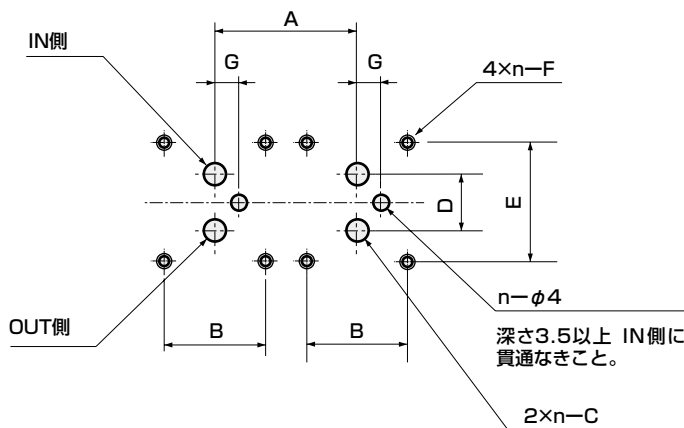 A
IN側
G
G
4×n−F
D
E
n−φ4
OUT側
B
B
深さ3.5以上 IN側に
貫通なきこと。
2×n−C